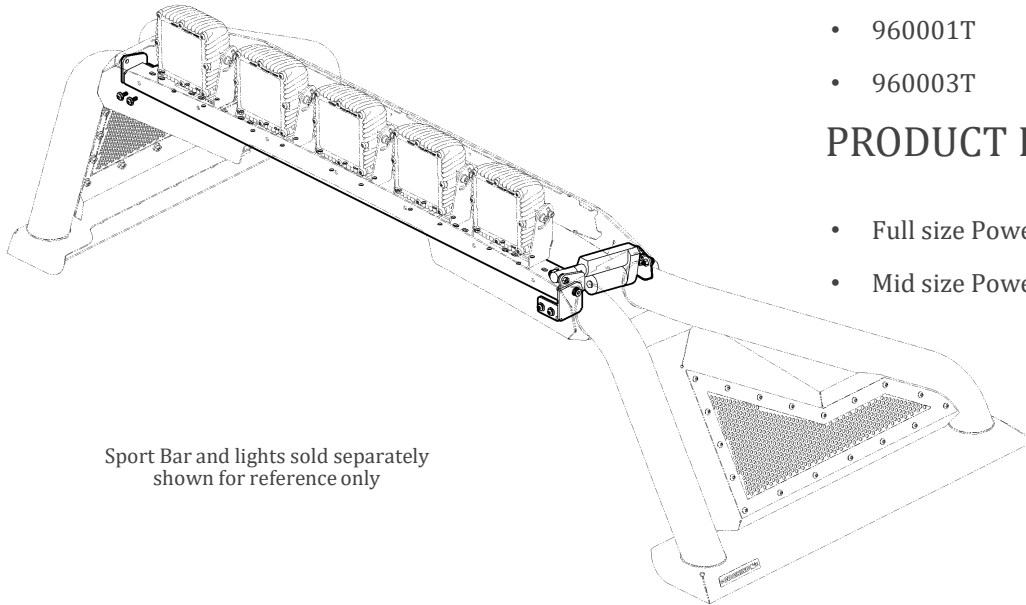 • 960001T
• 960003T
PRODUCT
• Full size
• Mid size
Sport Bar and lights sold separately
shown for reference only